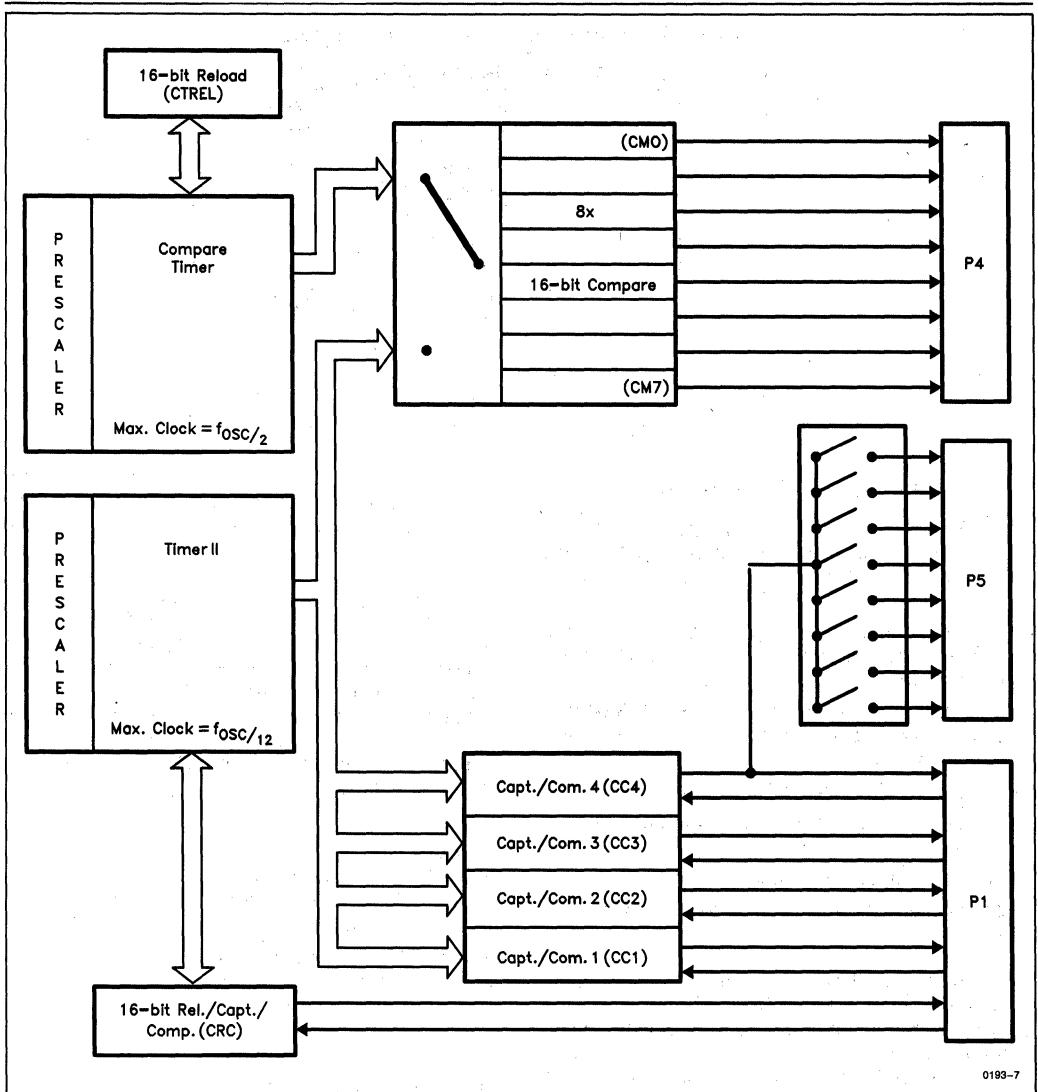 16-bit Reload
(CTREL)
PRESCALER
Compare
Timer
Max. Clock = fOSC/2
(CM0)
8x
16-bit Compare
(CM7)
P4
PRESCALER
Timer II
Max. Clock = fOSC/12
P5
Capt./Com. 4 (CC4)
Capt./Com. 3 (CC3)
Capt./Com. 2 (CC2)
Capt./Com. 1 (CC1)
P1
16-bit Rel./Capt./
Comp. (CRC)
0193-7